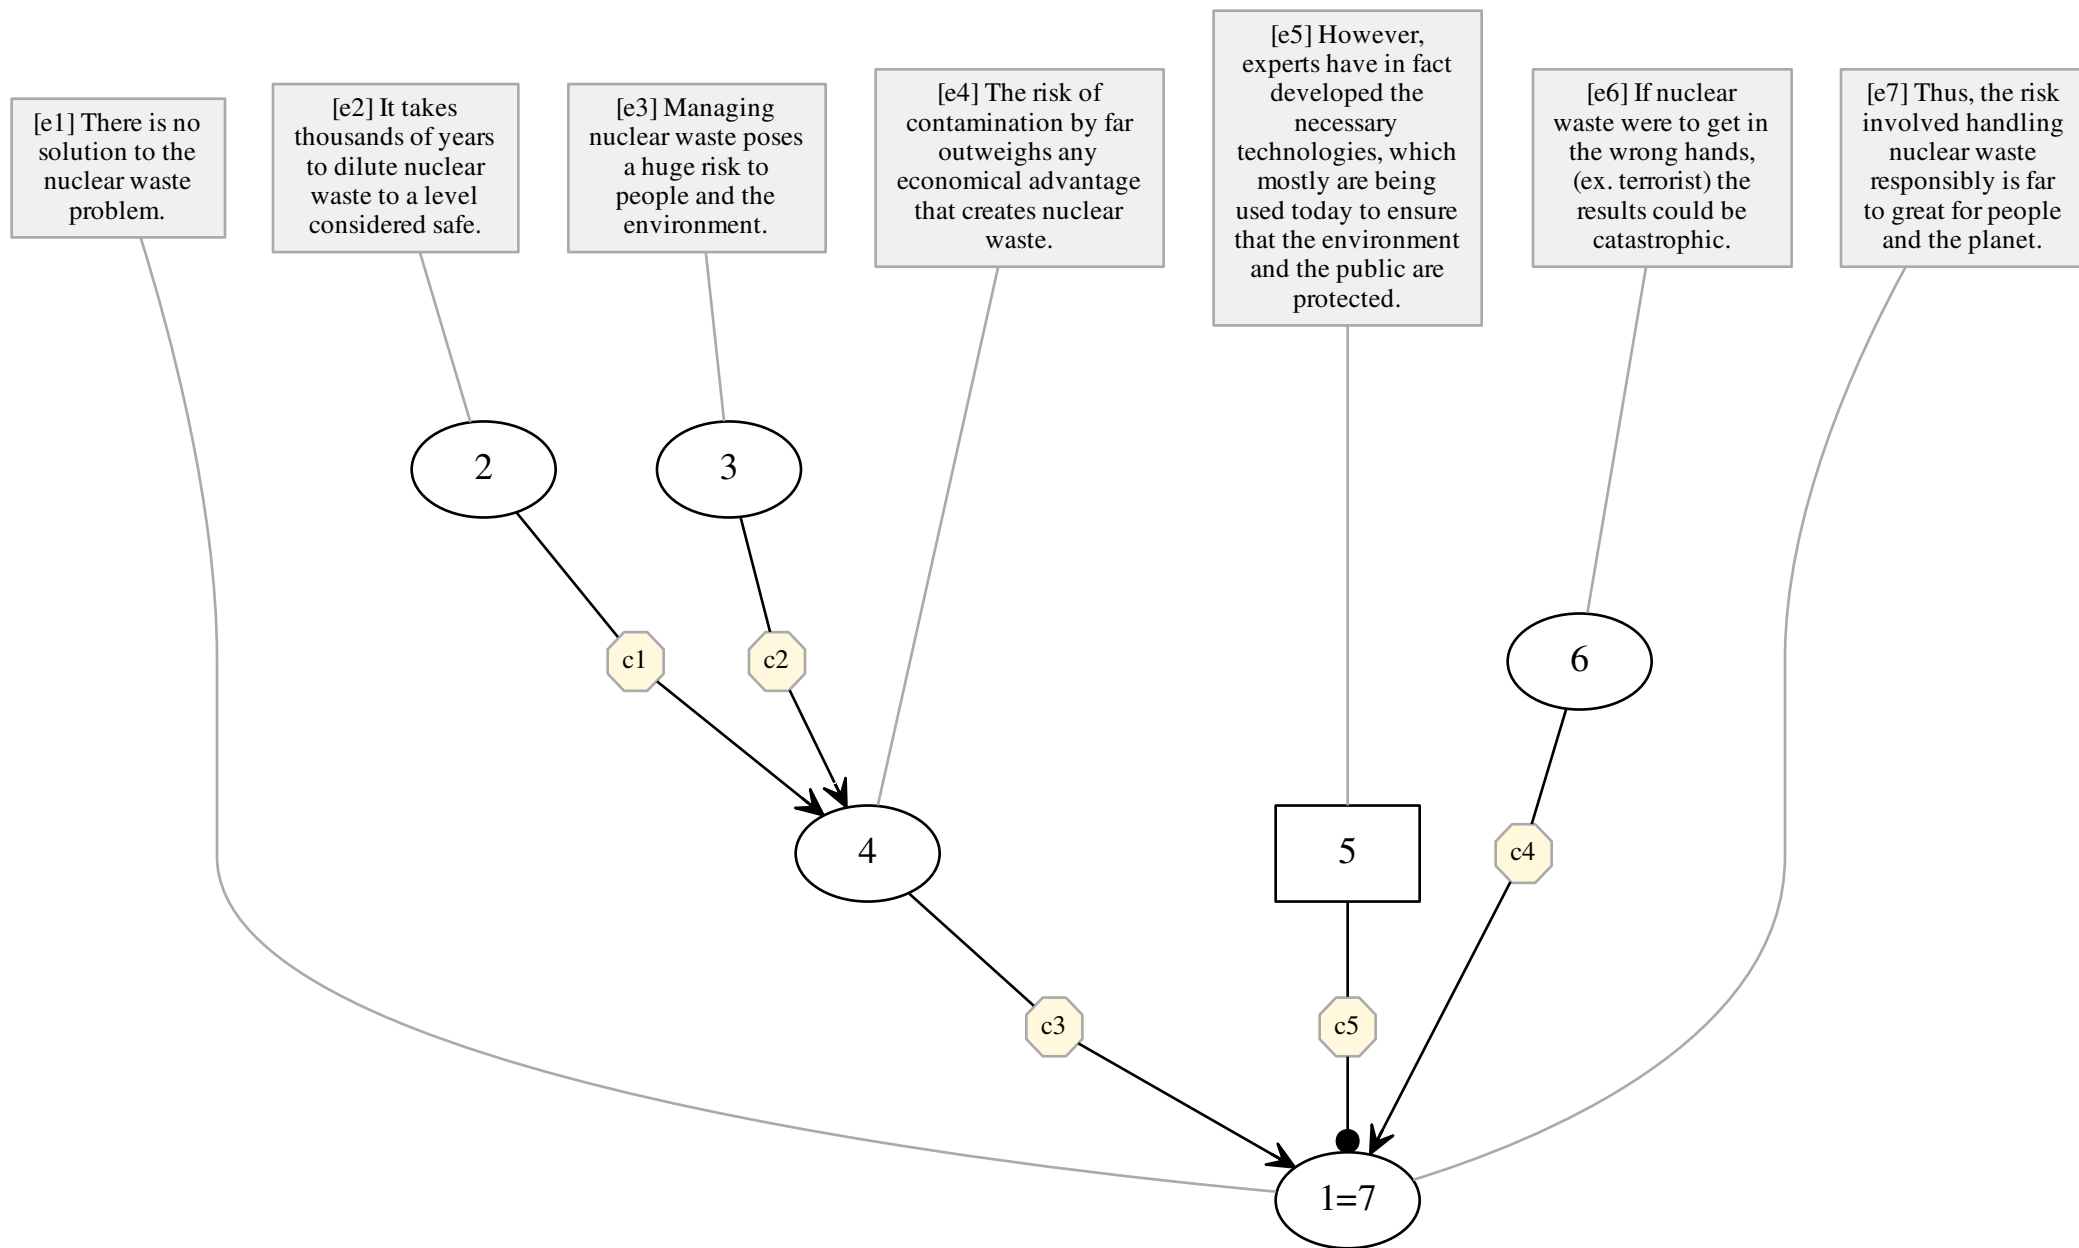 [e1] There is no
solution to the
nuclear waste
problem.
[e2] It takes
thousands of years
to dilute nuclear
waste to a level
considered safe.
[e3] Managing
nuclear waste poses
a huge risk to
people and the
environment.
[e4] The risk of
contamination by far
outweighs any
economical advantage
that creates nuclear
waste.
[e5] However,
experts have in fact
developed the
necessary
technologies, which
mostly are being
used today to ensure
that the environment
and the public are
protected.
[e6] If nuclear
waste were to get in
the wrong hands,
(ex. terrorist) the
results could be
catastrophic.
[e7] Thus, the risk
involved handling
nuclear waste
responsibly is far
to great for people
and the planet.
2
3
c1
c2
6
4
5
c4
c3
c5
1=7